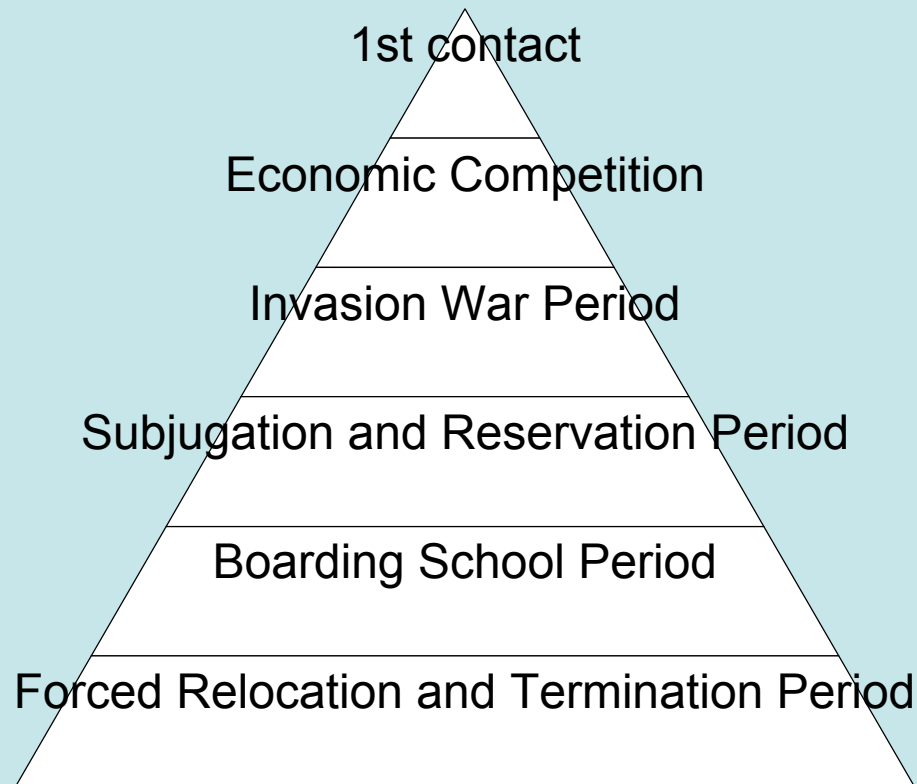 1st contact
Economic Competition
Invasion War Period
Subjugation and Reservation Period
Boarding School Period
Forced Relocation and Termination Period